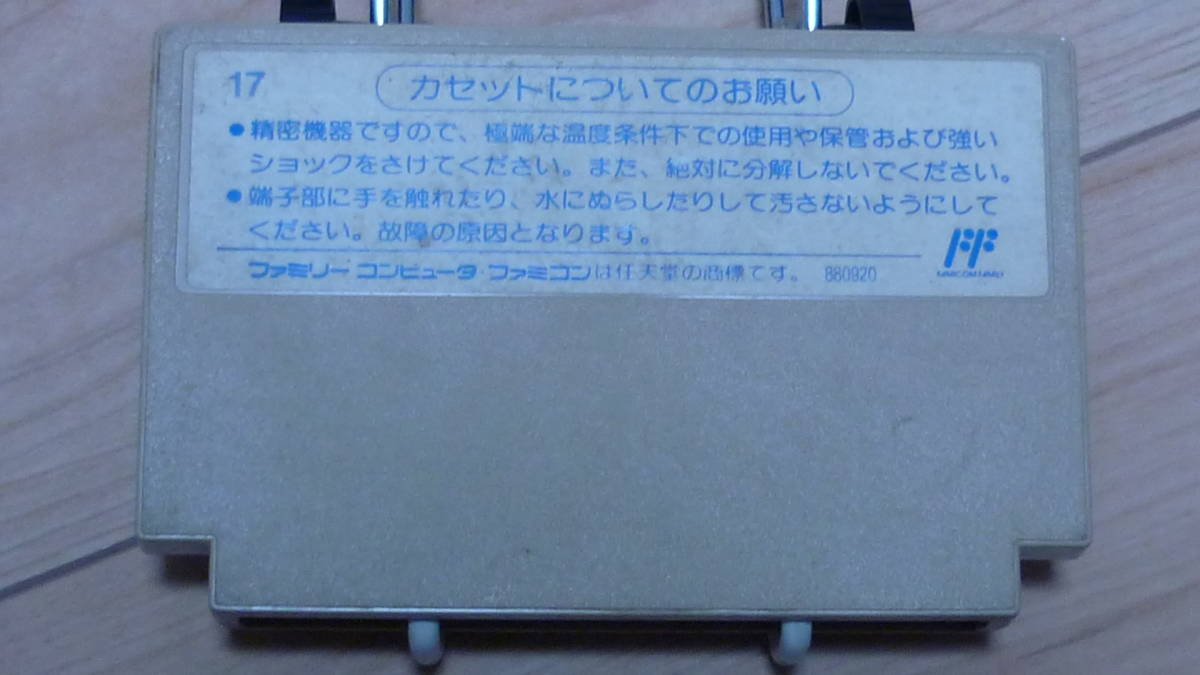 17
カセットについてのお願い
●精密機器ですので、極端な温度条件下での使用や保管および強い
ショックをさけてください。また、絶対に分解しないでください。
●端子部に手を触れたり、水にぬらしたりして汚さないようにして
ください。故障の原因となります。
ファミリー コンピュータ・ファミコンは任天堂の商標です。 880920